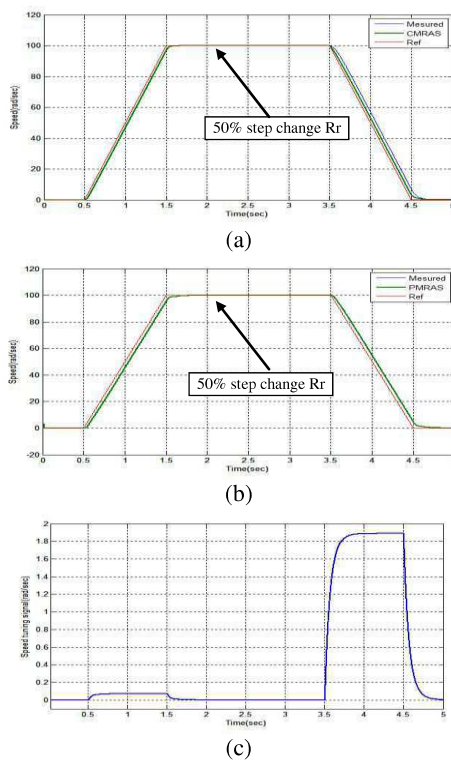 120
100
80
60
40
20
0
Speed(rad/sec)
Mesured
CMRAS
Ref
50% step change Rr
0 0.5 1 1.5 2 2.5 3 3.5 4 4.5 5
Time(sec)
(a)
120
100
80
60
40
20
0
-20
Speed(rad/sec)
Mesured
PMRAS
Ref
50% step change Rr
0 0.5 1 1.5 2 2.5 3 3.5 4 4.5 5
Time(sec)
(b)
2
1.8
1.6
1.4
1.2
1
0.8
0.6
0.4
0.2
0
Speed tuning signal(rad/sec)
0.5 1 1.5 2 2.5 3 3.5 4 4.5 5
Time(sec)
(c)